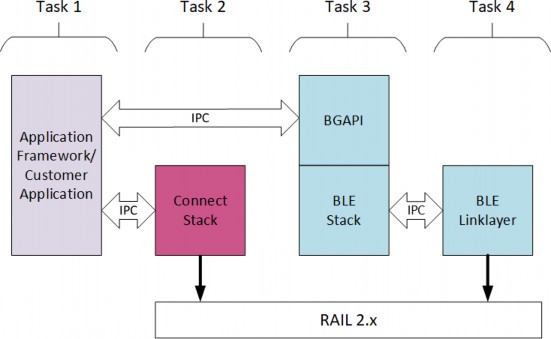 Task 1
Task 2
Task 3
Task 4
IPC
BGAPI
Application
Framework/
Customer
Application
IPC
Connect
Stack
BLE
Stack
IPC
BLE
Linklayer
RAIL 2.x